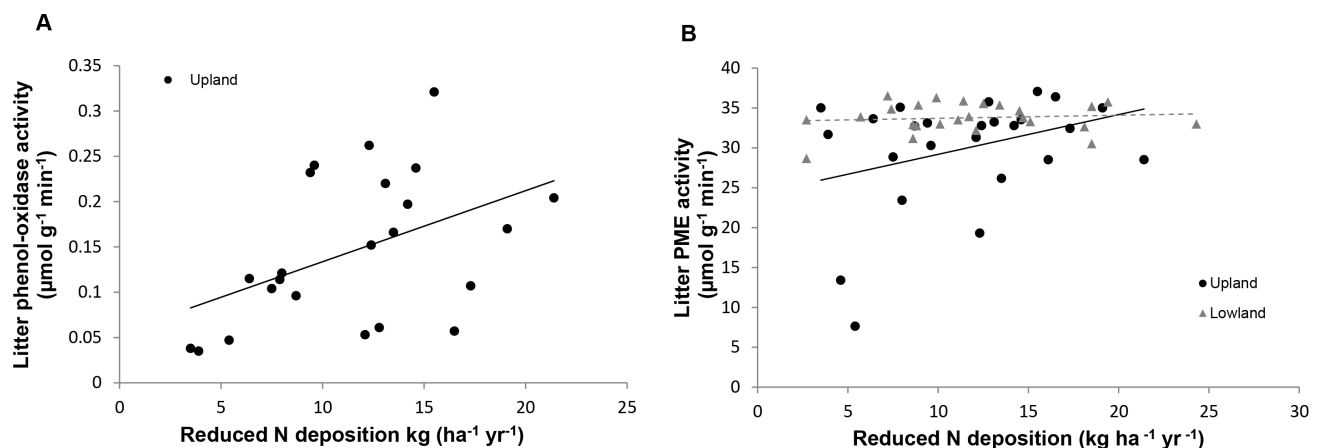 A
Litter phenol-oxidase activity
(µmol g-1 min-1)
0.35
0.3
0.25
0.2
0.15
0.1
0.05
0
Upland
0 5 10 15 20 25
Reduced N deposition kg (ha-1 yr-1)
B
Litter PME activity
(µmol g-1 min-1)
40
35
30
25
20
15
10
5
0
Upland
Lowland
0 5 10 15 20 25 30
Reduced N deposition (kg ha -1 yr-1)